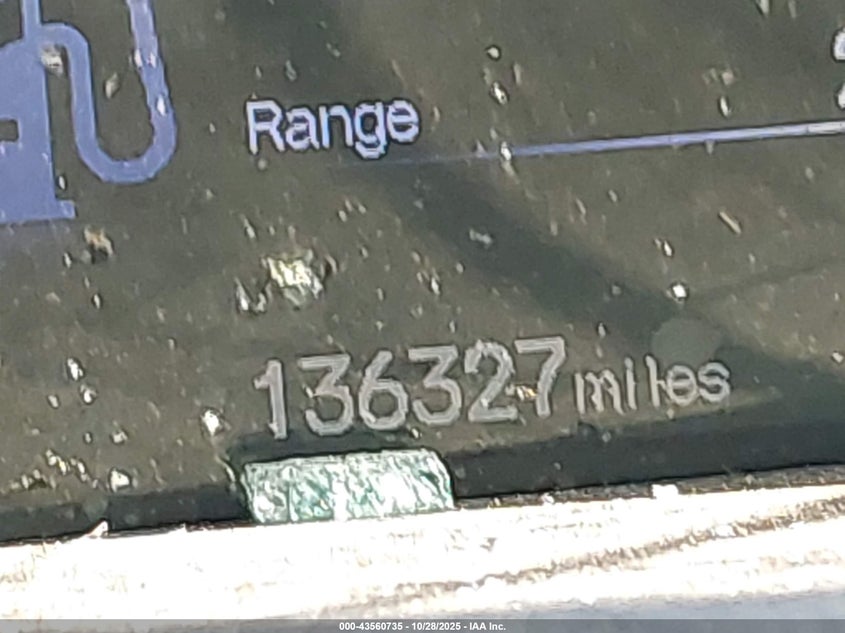 Range
136327 miles
000-43560735 - 10/28/2025 - IAA Inc.